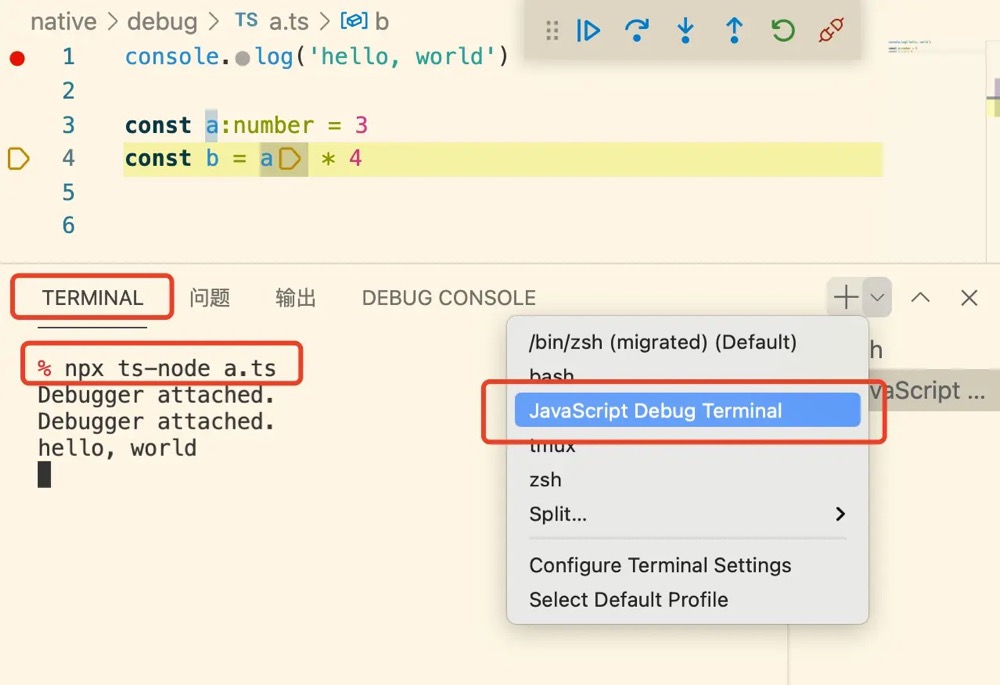 native > debug > TS a.ts > b
1 console.log('hello, world')
2
3 const a:number = 3
4 const b = a * 4
5
6
TERMINAL 问题 输出 DEBUG CONSOLE
% npx ts-node a.ts
Debugger attached.
Debugger attached.
hello, world
/bin/zsh (migrated) (Default)
bash
JavaScript Debug Terminal
tmux
zsh
Split...
Configure Terminal Settings
Select Default Profile
h
vaScript ...